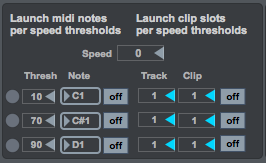 Launch midi notes Launch clip slots
per speed thresholds per speed thresholds
Speed 0
Thresh Note Track Clip
10 C1 off 1 1 off
70 C#1 off 1 1 off
90 D1 off 1 1 off